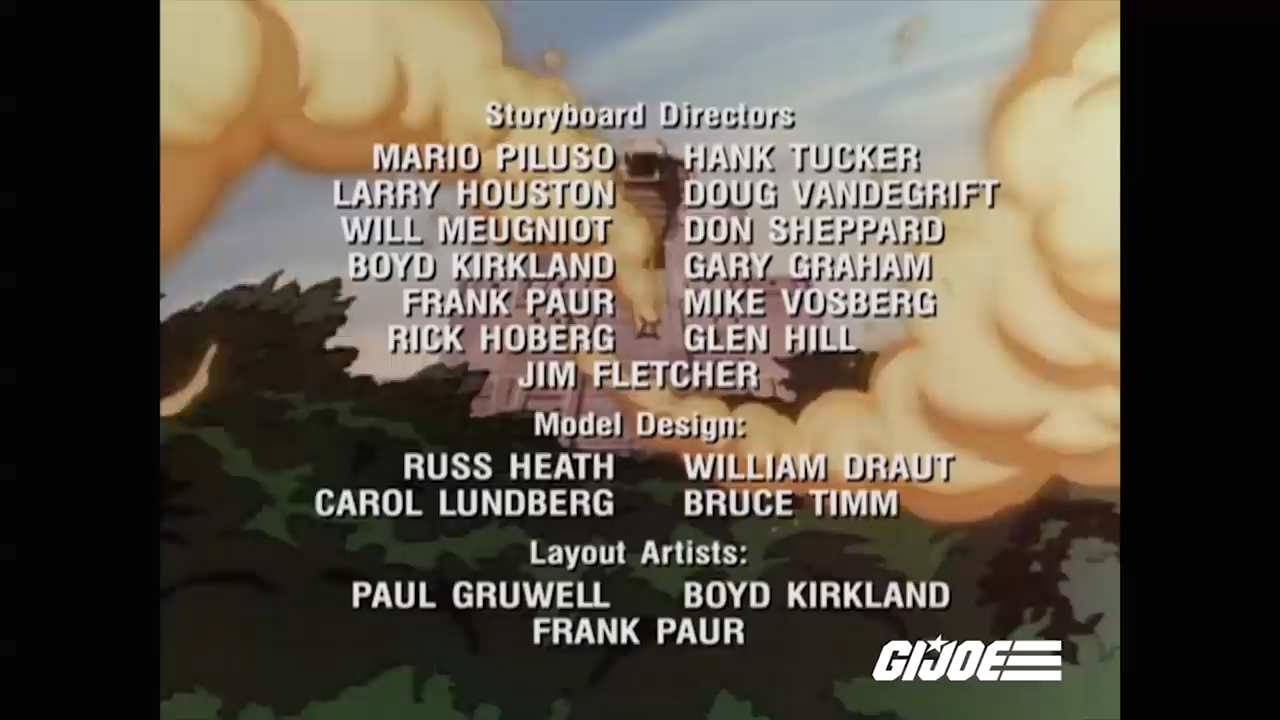 Storyboard Directors
MARIO PILUSO HANK TUCKER
LARRY HOUSTON DOUG VANDEGRIFT
WILL MEUGNIOT DON SHEPPARD
BOYD KIRKLAND GARY GRAHAM
FRANK PAUR MIKE VOSBERG
RICK HOBERG GLEN HILL
JIM FLETCHER
Model Design:
RUSS HEATH WILLIAM DRAUT
CAROL LUNDBERG BRUCE TIMM
Layout Artists:
PAUL GRUWELL BOYD KIRKLAND
FRANK PAUR
GIJOE